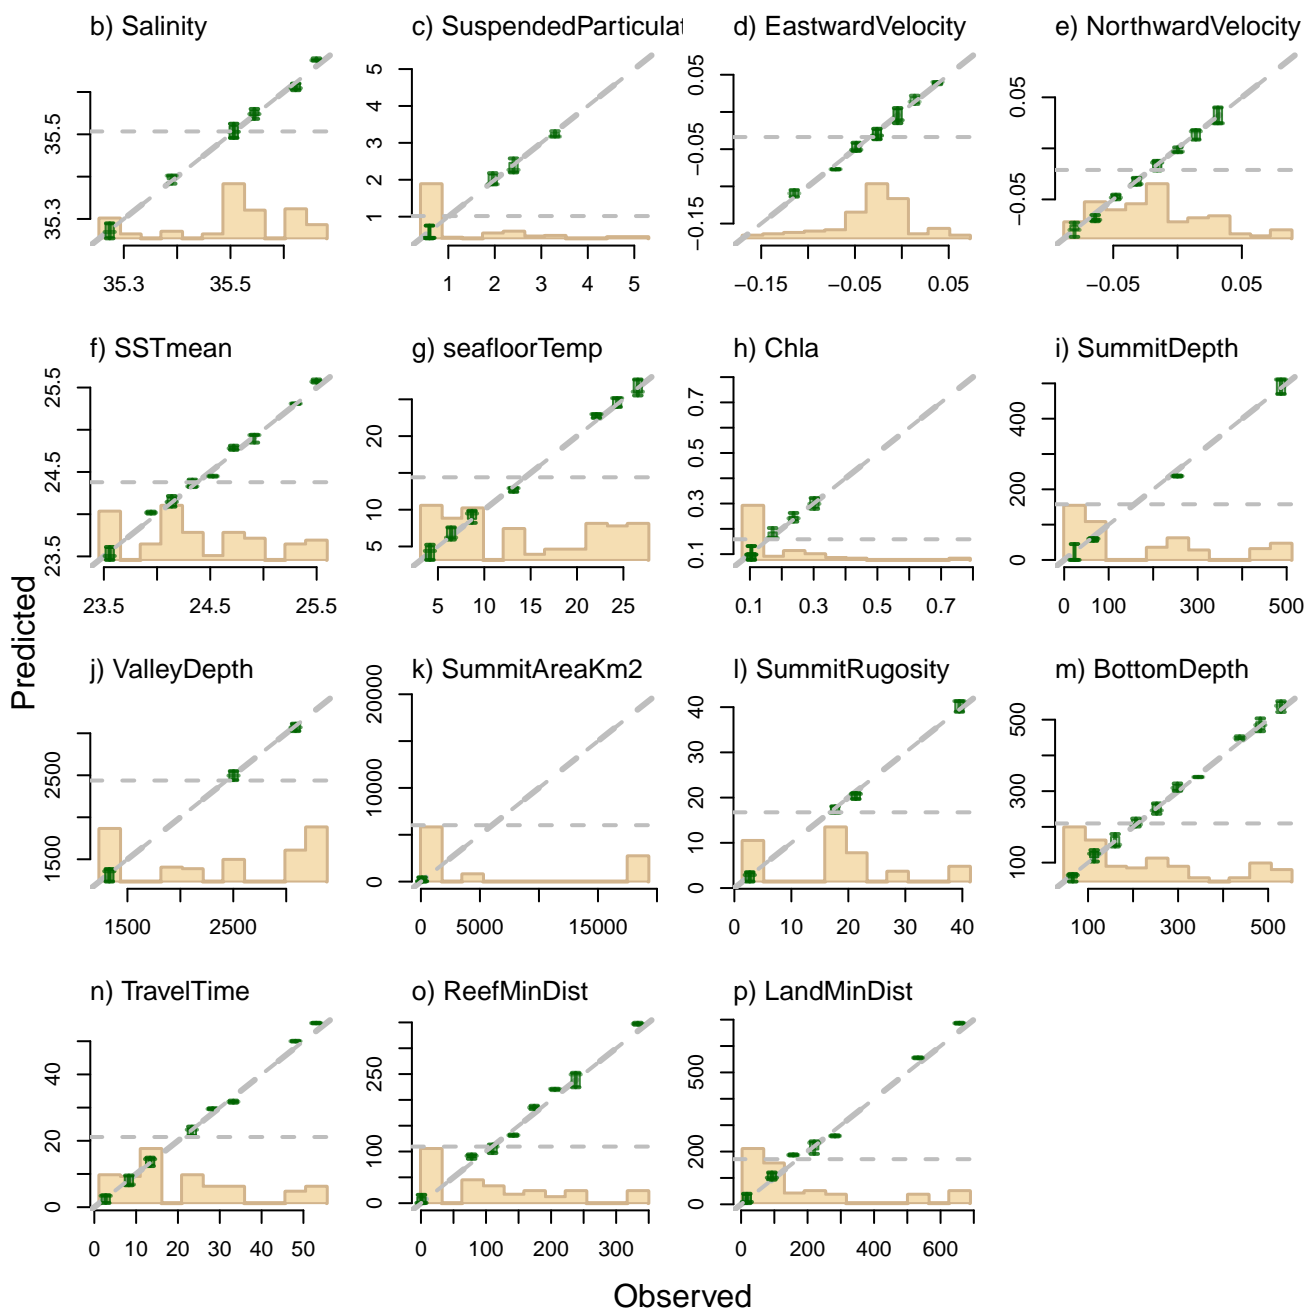 b) Salinity
c) SuspendedParticulat
d) EastwardVelocity
e) NorthwardVelocity
35.3 35.5
35.3 35.5
1 2 3 4 5
1 2 3 4 5
−0.15 −0.05 0.05
−0.15 −0.05 0.05
−0.05 0.05
−0.05 0.05
f) SSTmean
g) seafloorTemp
h) Chla
i) SummitDepth
23.5 24.5 25.5
23.5 24.5 25.5
5 10 20
5 10 15 20 25
0.1 0.3 0.5 0.7
0.1 0.3 0.5 0.7
0 200 400
0 100 300 500
Predicted
j) ValleyDepth
k) SummitAreaKm2
l) SummitRugosity
m) BottomDepth
1500 2500
1500 2500
0 10000 20000
0 5000 15000
0 10 20 30 40
0 10 20 30 40
100 300 500
100 300 500
n) TravelTime
o) ReefMinDist
p) LandMinDist
0 20 40
0 10 20 30 40 50
0 100 250
0 100 200 300
0 200 500
0 200 400 600
Observed